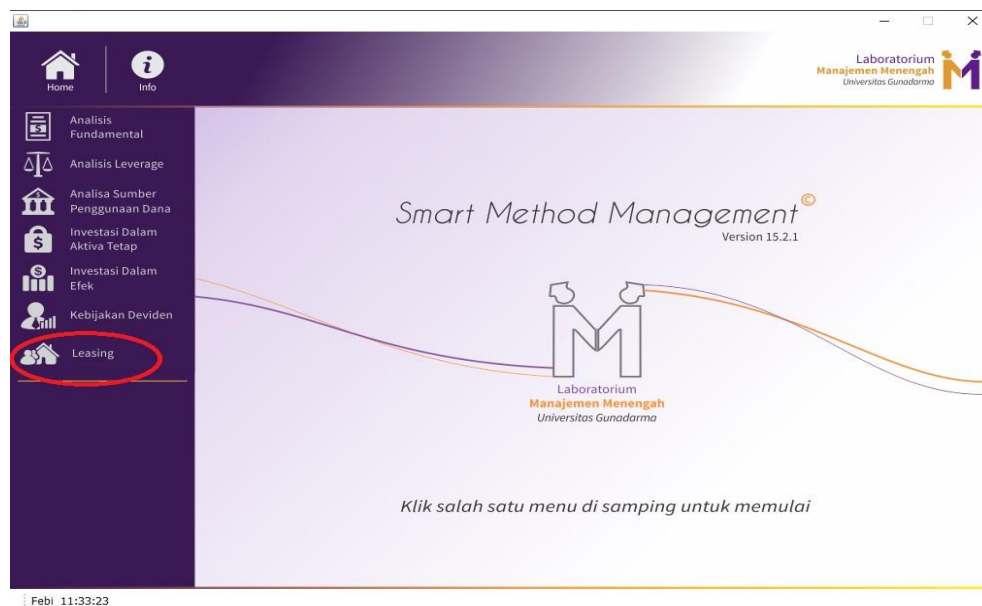 Home
Info
Laboratorium
Manajemen Menengah
Universitas Gunadarma
Analisis
Fundamental
Analisis Leverage
Analisa Sumber
Penggunaan Dana
Investasi Dalam
Aktiva Tetap
Investasi Dalam
Efek
Kebijakan Deviden
Leasing
Smart Method Management©
Version 15.2.1
Laboratorium
Manajemen Menengah
Universitas Gunadarma
Klik salah satu menu di samping untuk memulai
Febi 11:33:23